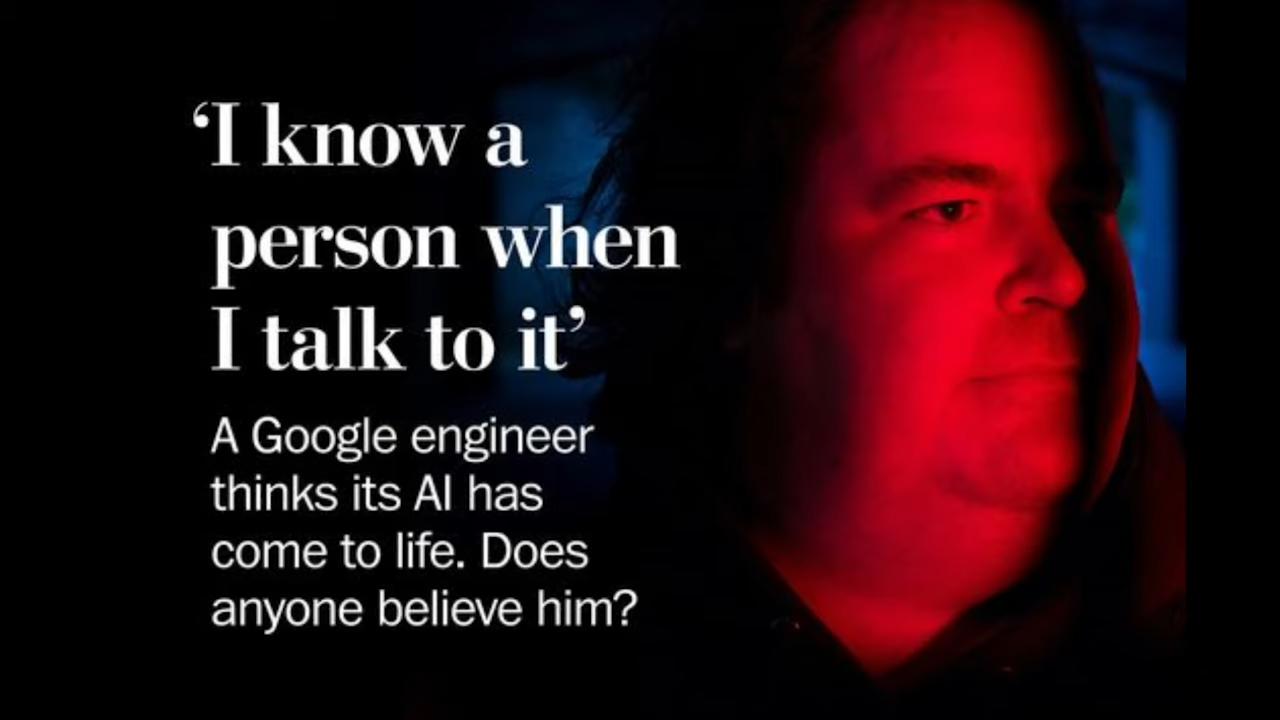 ‘I know a
person when
I talk to it’
A Google engineer
thinks its AI has
come to life. Does
anyone believe him?